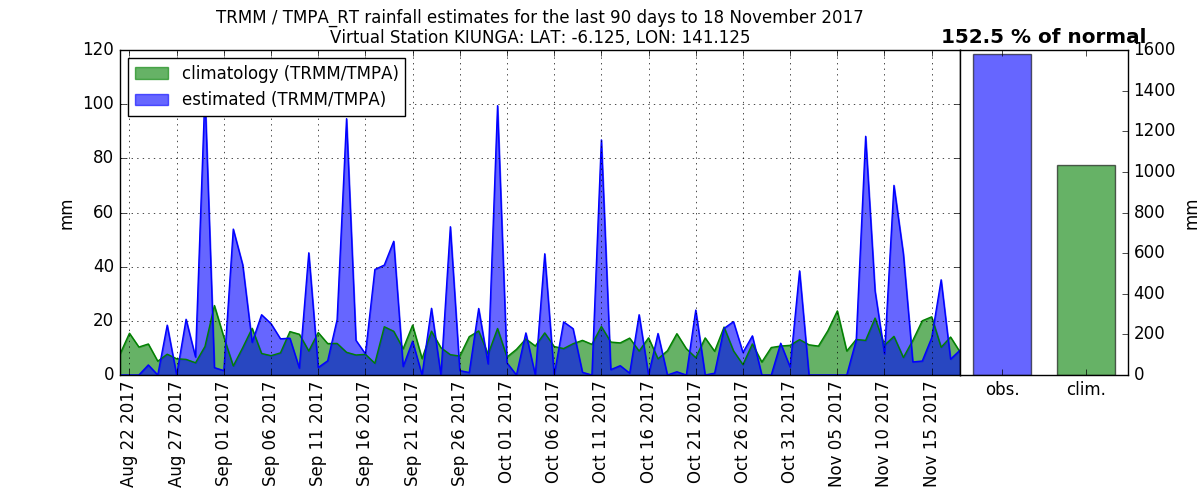 TRMM / TMPA_RT rainfall estimates for the last 90 days to 18 November 2017
Virtual Station KIUNGA: LAT: -6.125, LON: 141.125
152.5 % of normal
climatology (TRMM/TMPA)
estimated (TRMM/TMPA)
mm
120
100
80
60
40
20
0
Aug 22 2017
Aug 27 2017
Sep 01 2017
Sep 06 2017
Sep 11 2017
Sep 16 2017
Sep 21 2017
Sep 26 2017
Oct 01 2017
Oct 06 2017
Oct 11 2017
Oct 16 2017
Oct 21 2017
Oct 26 2017
Oct 31 2017
Nov 05 2017
Nov 10 2017
Nov 15 2017
obs.
clim.
1600
1400
1200
1000
800
600
400
200
0
mm